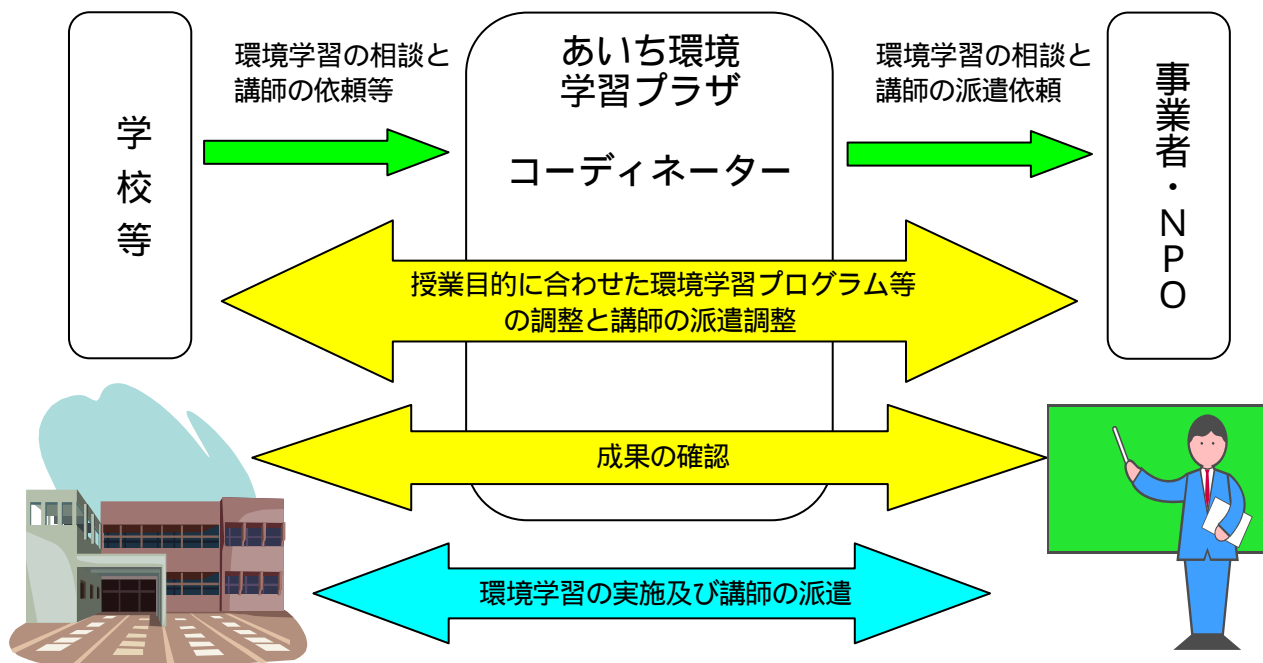 学校等
環境学習の相談と
講師の依頼等
あいち環境
学習プラザ
コーディネーター
環境学習の相談と
講師の派遣依頼
事業者・NPO
授業目的に合わせた環境学習プログラム等
の調整と講師の派遣調整
成果の確認
環境学習の実施及び講師の派遣